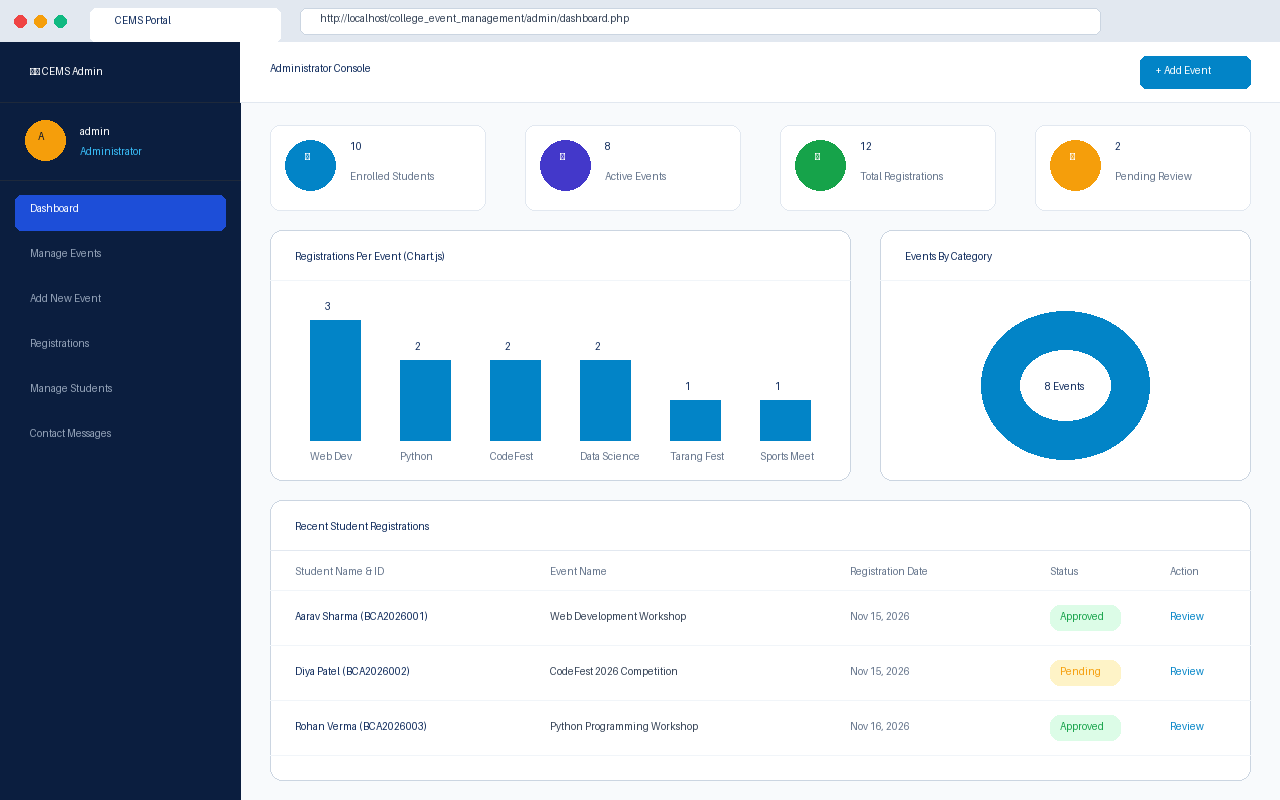 CEMS Portal
http://localhost/college_event_management/admin/dashboard.php
CEMS Admin
Administrator Console
+ Add Event
A
admin
Administrator
Dashboard
Manage Events
Add New Event
Registrations
Manage Students
Contact Messages
10
Enrolled Students
8
Active Events
12
Total Registrations
2
Pending Review
Registrations Per Event (Chart.js)
3
2
2
2
1
1
Web Dev
Python
CodeFest
Data Science
Tarang Fest
Sports Meet
Events By Category
8 Events
Recent Student Registrations
Student Name & ID Event Name Registration Date Status Action
Aarav Sharma (BCA2026001) Web Development Workshop Nov 15, 2026 Approved Review
Diya Patel (BCA2026002) CodeFest 2026 Competition Nov 15, 2026 Pending Review
Rohan Verma (BCA2026003) Python Programming Workshop Nov 16, 2026 Approved Review